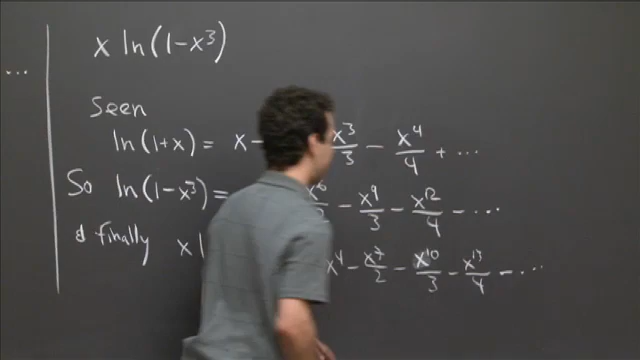 x ln(1-x³)
...
Seen
ln(1+x) = x - x³/3 - x⁴/4 + ...
So ln(1-x³) = x⁶ - x⁹/3 - x¹²/4 - ...
& finally x x⁴ - x⁷/2 - x¹⁰/3 - x¹³/4 - ...